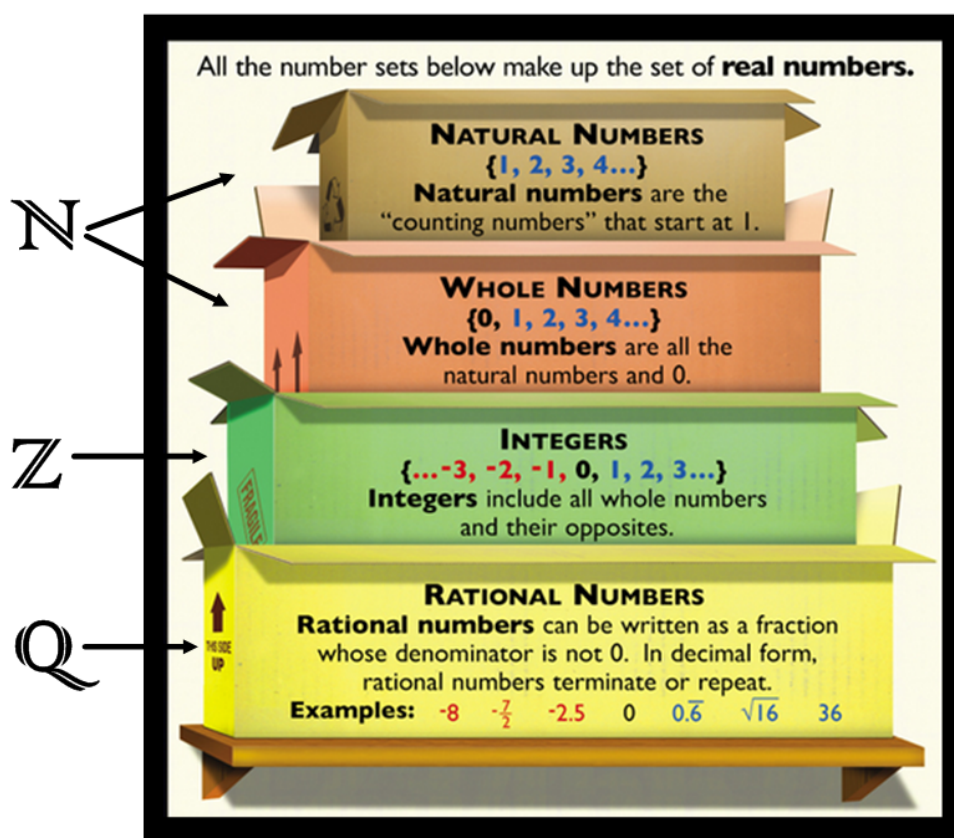 All the number sets below make up the set of real numbers.
NATURAL NUMBERS
{1, 2, 3, 4...}
Natural numbers are the
“counting numbers” that start at 1.
ℕ
WHOLE NUMBERS
{0, 1, 2, 3, 4...}
Whole numbers are all the
natural numbers and 0.
ℤ
INTEGERS
{...-3, -2, -1, 0, 1, 2, 3...}
Integers include all whole numbers
and their opposites.
FRAGILE
ℚ
RATIONAL NUMBERS
Rational numbers can be written as a fraction
whose denominator is not 0. In decimal form,
rational numbers terminate or repeat.
Examples: -8 -7/2 -2.5 0 0.6̅ √16 36
THIS SIDE
UP